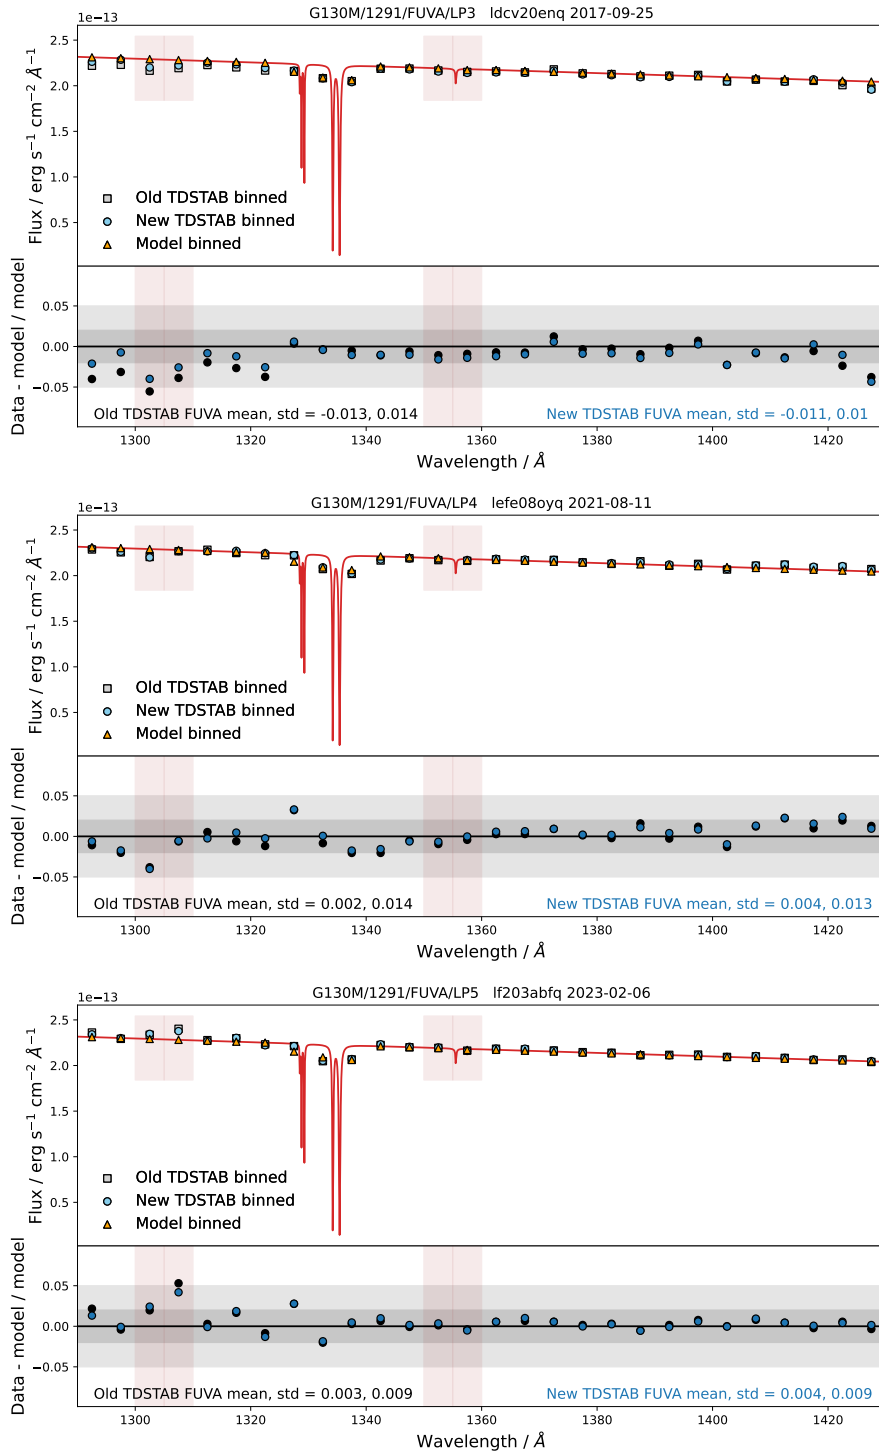 G130M/1291/FUVA/LP3 ldcv20enq 2017-09-25
1e−13
2.5
2.0
1.5
1.0
0.5
Flux / erg s⁻¹ cm⁻² Å⁻¹
Old TDSTAB binned
New TDSTAB binned
Model binned
0.05
0.00
−0.05
Data - model / model
Old TDSTAB FUVA mean, std = -0.013, 0.014
New TDSTAB FUVA mean, std = -0.011, 0.01
1300 1320 1340 1360 1380 1400 1420
Wavelength / Å
G130M/1291/FUVA/LP4 lefe08oyq 2021-08-11
1e−13
2.5
2.0
1.5
1.0
0.5
Flux / erg s⁻¹ cm⁻² Å⁻¹
Old TDSTAB binned
New TDSTAB binned
Model binned
0.05
0.00
−0.05
Data - model / model
Old TDSTAB FUVA mean, std = 0.002, 0.014
New TDSTAB FUVA mean, std = 0.004, 0.013
1300 1320 1340 1360 1380 1400 1420
Wavelength / Å
G130M/1291/FUVA/LP5 lf203abfq 2023-02-06
1e−13
2.5
2.0
1.5
1.0
0.5
Flux / erg s⁻¹ cm⁻² Å⁻¹
Old TDSTAB binned
New TDSTAB binned
Model binned
0.05
0.00
−0.05
Data - model / model
Old TDSTAB FUVA mean, std = 0.003, 0.009
New TDSTAB FUVA mean, std = 0.004, 0.009
1300 1320 1340 1360 1380 1400 1420
Wavelength / Å